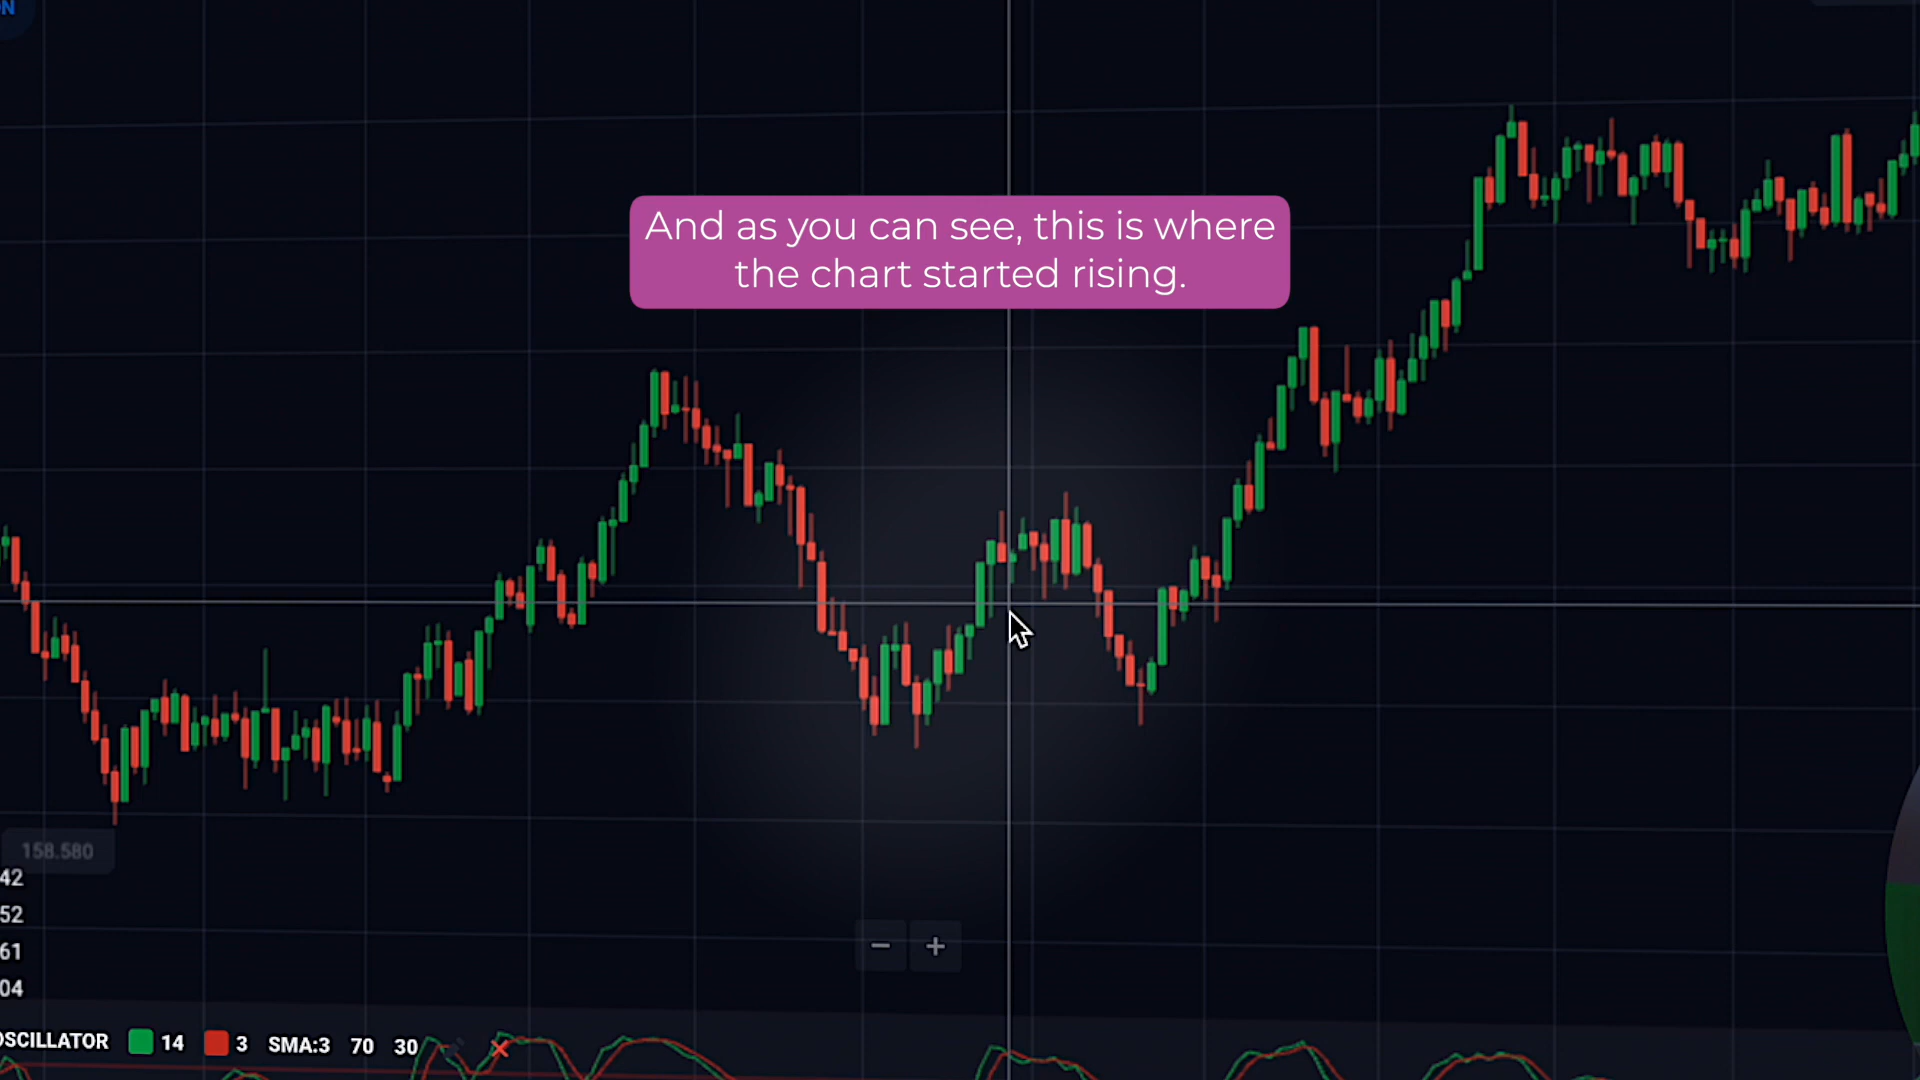 ON
And as you can see, this is where
the chart started rising.
158.580
42
52
61
04
OSCILLATOR 14 3 SMA:3 70 30